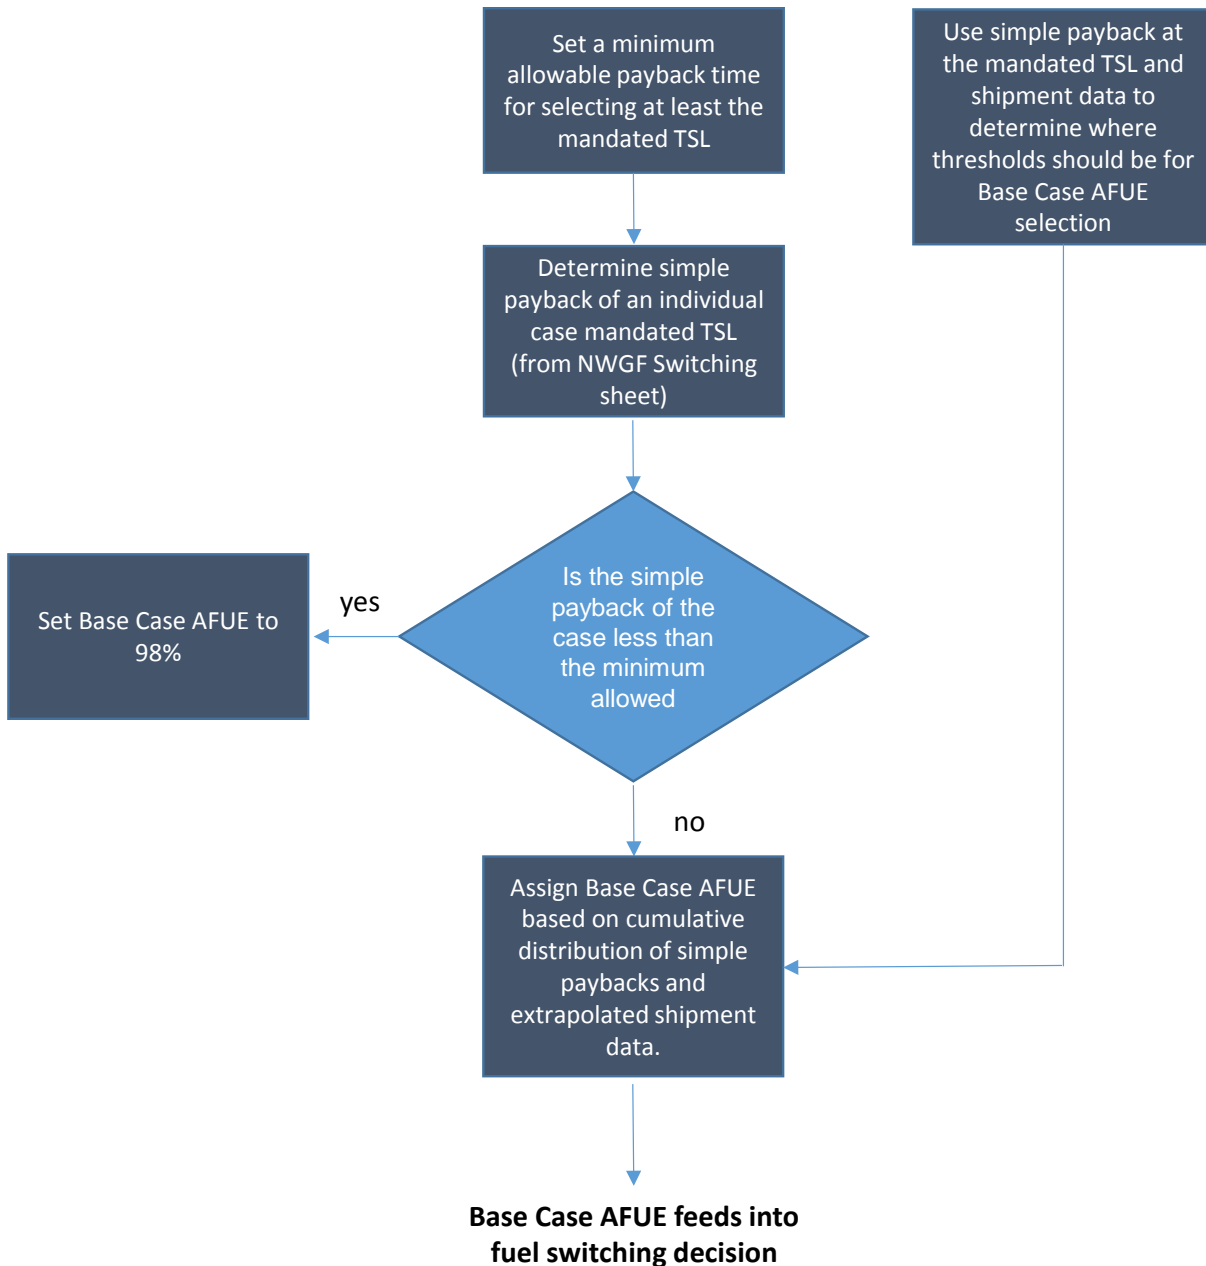 Set a minimum
allowable payback time
for selecting at least the
mandated TSL
Use simple payback at
the mandated TSL and
shipment data to
determine where
thresholds should be for
Base Case AFUE
selection
Determine simple
payback of an individual
case mandated TSL
(from NWGF Switching
sheet)
Is the simple
payback of the
case less than
the minimum
allowed
yes
Set Base Case AFUE to
98%
no
Assign Base Case AFUE
based on cumulative
distribution of simple
paybacks and
extrapolated shipment
data.
Base Case AFUE feeds into
fuel switching decision